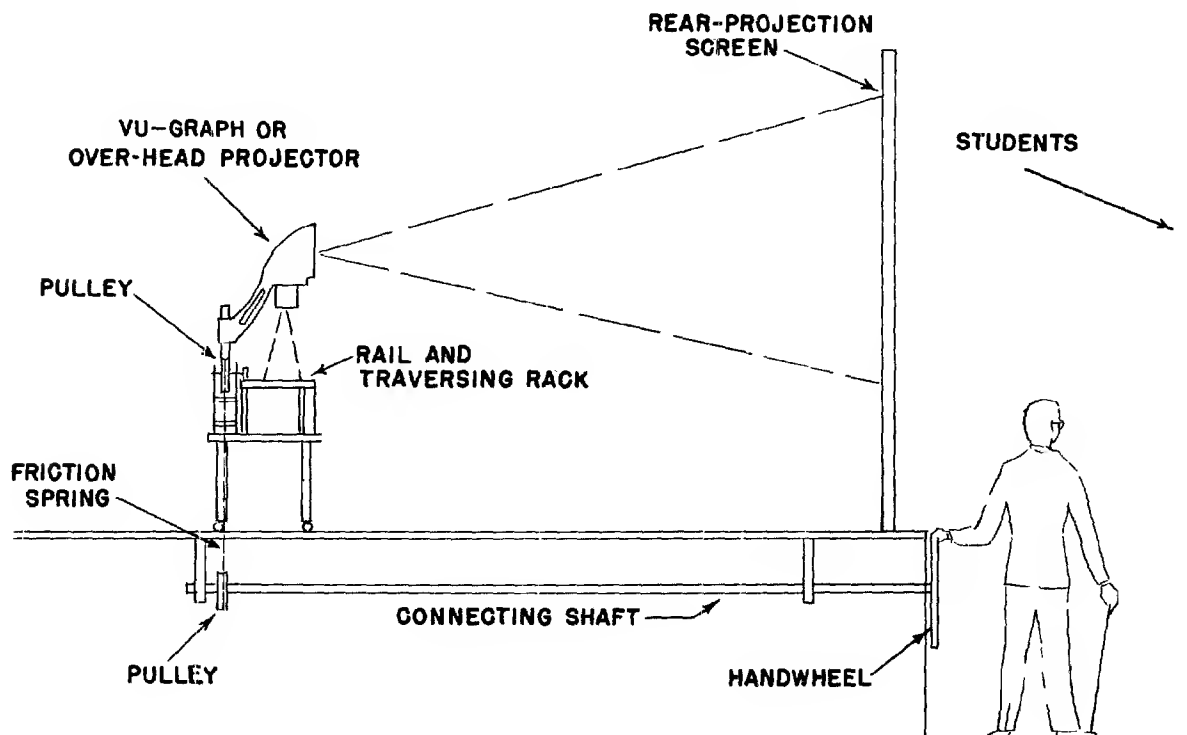 REAR-PROJECTION
SCREEN
VU-GRAPH OR
OVER-HEAD PROJECTOR
STUDENTS
PULLEY
RAIL AND
TRAVERSING RACK
FRICTION
SPRING
CONNECTING SHAFT
PULLEY
HANDWHEEL